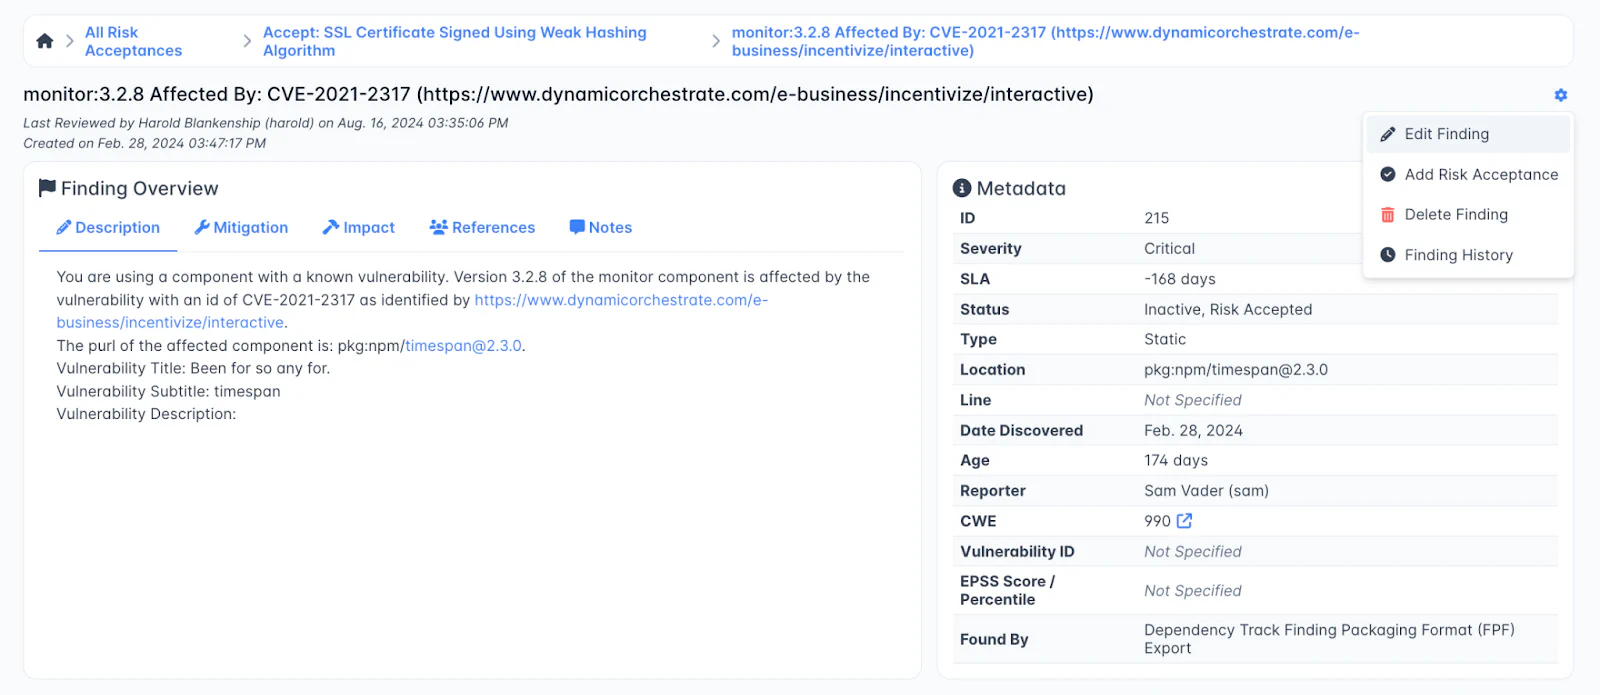 All Risk
Acceptances
Accept: SSL Certificate Signed Using Weak Hashing
Algorithm
monitor:3.2.8 Affected By: CVE-2021-2317 (https://www.dynamicorchestrate.com/e-
business/incentivize/interactive)
monitor:3.2.8 Affected By: CVE-2021-2317 (https://www.dynamicorchestrate.com/e-business/incentivize/interactive)
Last Reviewed by Harold Blankenship (harold) on Aug. 16, 2024 03:35:06 PM
Created on Feb. 28, 2024 03:47:17 PM
Edit Finding
Add Risk Acceptance
Delete Finding
Finding History
Finding Overview
Description Mitigation Impact References Notes
You are using a component with a known vulnerability. Version 3.2.8 of the monitor component is affected by the
vulnerability with an id of CVE-2021-2317 as identified by https://www.dynamicorchestrate.com/e-
business/incentivize/interactive.
The purl of the affected component is: pkg:npm/timespan@2.3.0.
Vulnerability Title: Been for so any for.
Vulnerability Subtitle: timespan
Vulnerability Description:
Metadata
ID 215
Severity Critical
SLA -168 days
Status Inactive, Risk Accepted
Type Static
Location pkg:npm/timespan@2.3.0
Line Not Specified
Date Discovered Feb. 28, 2024
Age 174 days
Reporter Sam Vader (sam)
CWE 990
Vulnerability ID Not Specified
EPSS Score /
Percentile Not Specified
Found By Dependency Track Finding Packaging Format (FPF)
Export